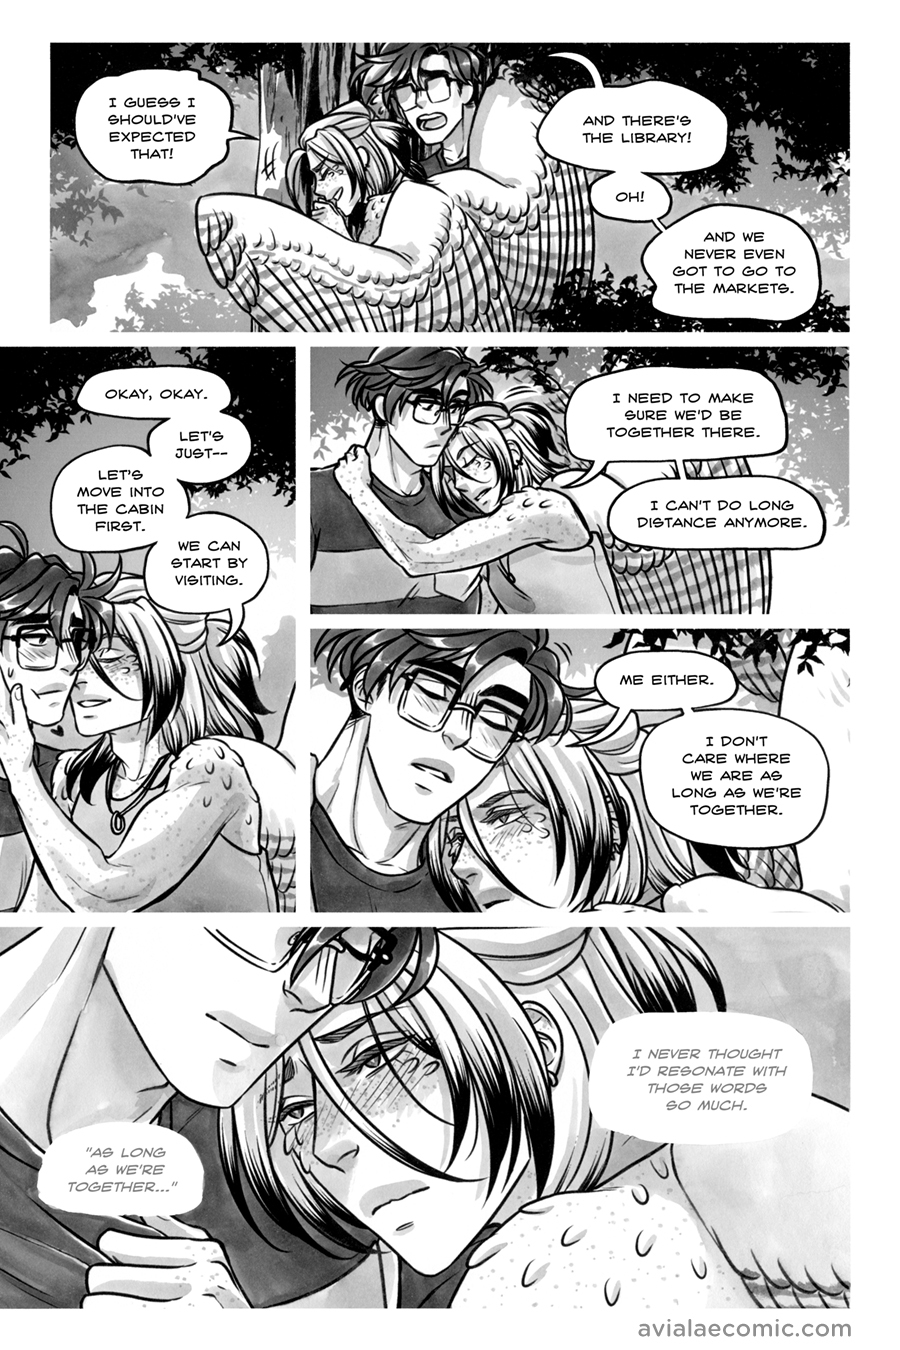 I GUESS I
SHOULD'VE
EXPECTED
THAT!
AND THERE'S
THE LIBRARY!
OH!
AND WE
NEVER EVEN
GOT TO GO TO
THE MARKETS.
OKAY, OKAY.
LET'S
JUST--
LET'S
MOVE INTO
THE CABIN
FIRST.
WE CAN
START BY
VISITING.
I NEED TO MAKE
SURE WE'D BE
TOGETHER THERE.
I CAN'T DO LONG
DISTANCE ANYMORE.
ME EITHER.
I DON'T
CARE WHERE
WE ARE AS
LONG AS WE'RE
TOGETHER.
"AS LONG
AS WE'RE
TOGETHER..."
I NEVER THOUGHT
I'D RESONATE WITH
THOSE WORDS
SO MUCH.
avialaecomic.com